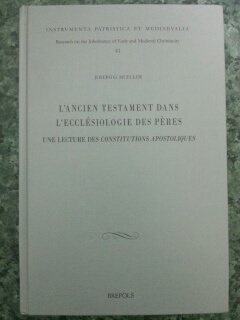 INSTRUMENTA PATRISTICA ET MEDIAEVALIA
Research on the Inheritance of Early and Medieval Christianity
41
JOSEPH G. MUELLER
L'ANCIEN TESTAMENT DANS
L'ECCLÉSIOLOGIE DES PÈRES
UNE LECTURE DES CONSTITUTIONS APOSTOLIQUES
BREPOLS